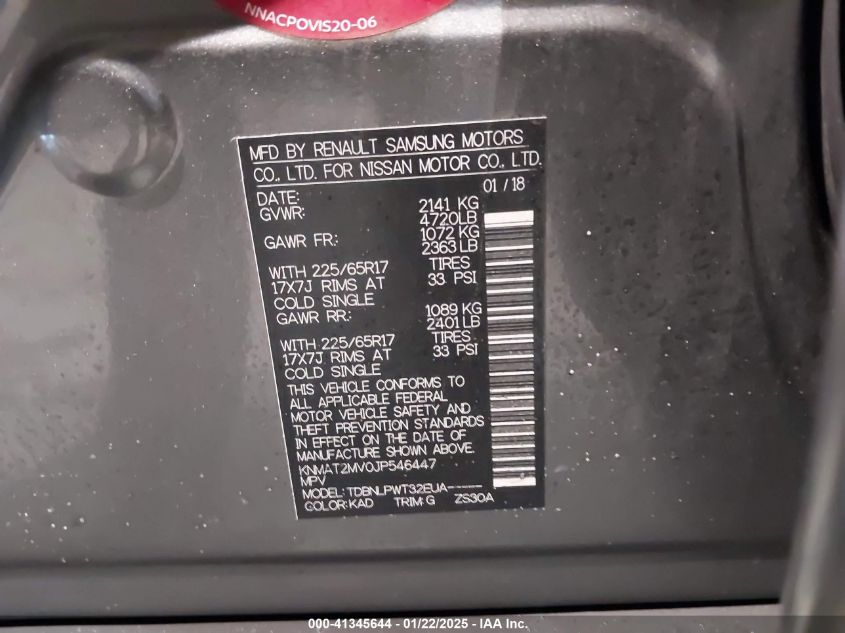 NNACPOVIS20-06
MFD BY RENAULT SAMSUNG MOTORS
CO., LTD. FOR NISSAN MOTOR CO., LTD.
DATE: 01 / 18
GVWR: 2141 KG
4720LB
GAWR FR: 1072 KG
2363 LB
WITH 225/65R17 TIRES
17X7J RIMS AT 33 PSI
COLD SINGLE
GAWR RR: 1089 KG
2401 LB
WITH 225/65R17 TIRES
17X7J RIMS AT 33 PSI
COLD SINGLE
THIS VEHICLE CONFORMS TO
ALL APPLICABLE FEDERAL
MOTOR VEHICLE SAFETY AND
THEFT PREVENTION STANDARDS
IN EFFECT ON THE DATE OF
MANUFACTURE SHOWN ABOVE.
KNMAT2MV0JP546447
MPV
MODEL: TDBNLPWT32EUA-----
COLOR: KAD TRIM: G ZS30A
000-41345644 - 01/22/2025 - IAA Inc.